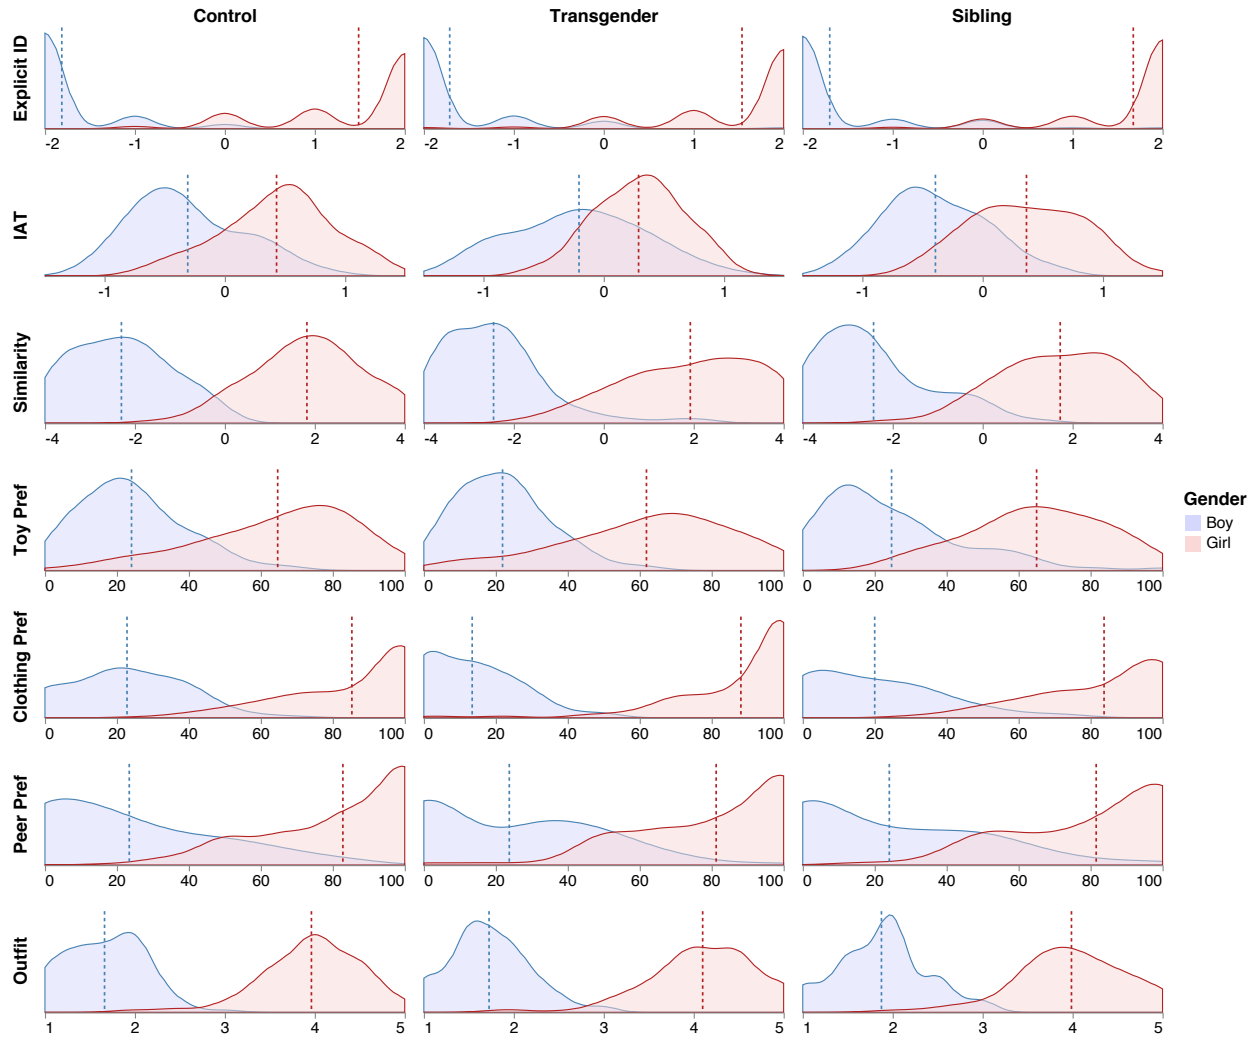 Control Transgender Sibling
Explicit ID
-2 -1 0 1 2 -2 -1 0 1 2 -2 -1 0 1 2
IAT
-1 0 1 -1 0 1 -1 0 1
Similarity
-4 -2 0 2 4 -4 -2 0 2 4 -4 -2 0 2 4
Toy Pref
0 20 40 60 80 100 0 20 40 60 80 100 0 20 40 60 80 100
Gender
Boy
Girl
Clothing Pref
0 20 40 60 80 100 0 20 40 60 80 100 0 20 40 60 80 100
Peer Pref
0 20 40 60 80 100 0 20 40 60 80 100 0 20 40 60 80 100
Outfit
1 2 3 4 5 1 2 3 4 5 1 2 3 4 5